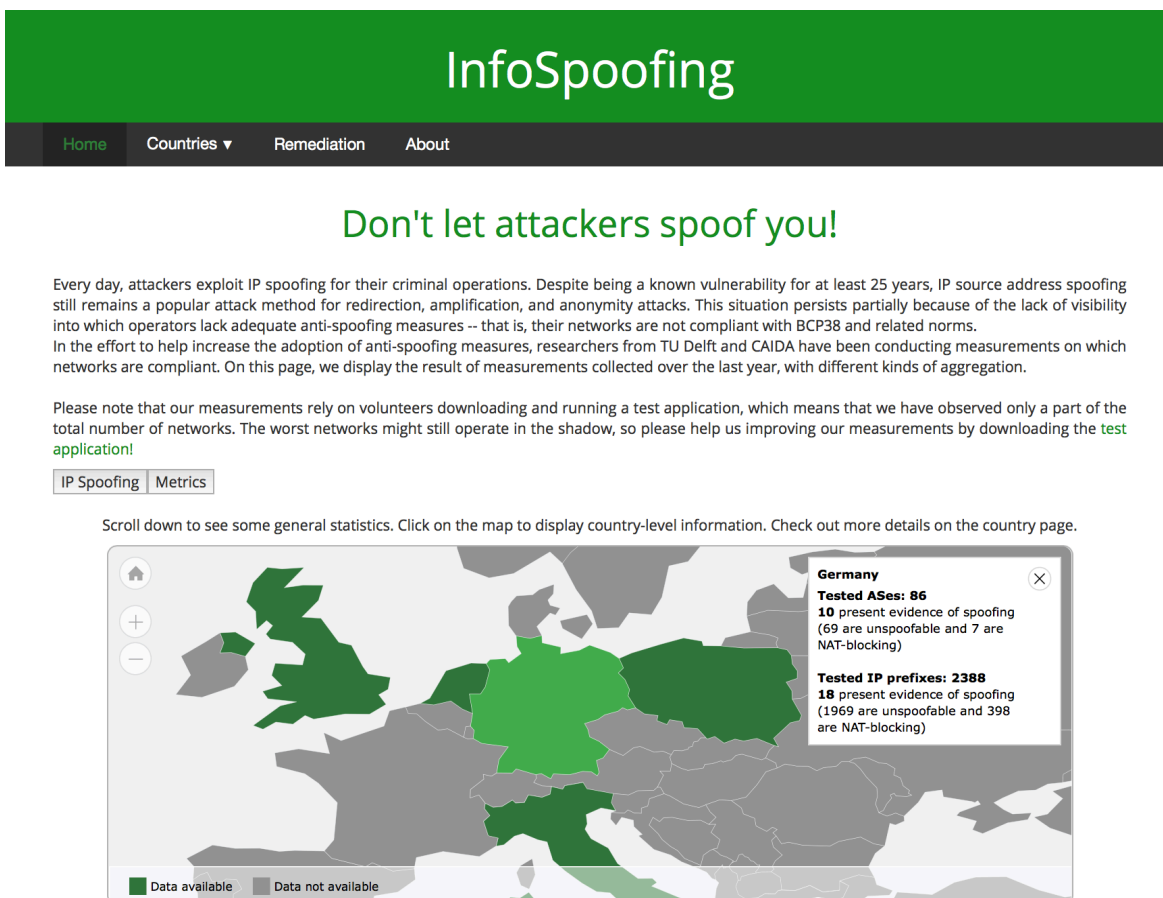 InfoSpoofing
Home Countries ▾ Remediation About
Don't let attackers spoof you!
Every day, attackers exploit IP spoofing for their criminal operations. Despite being a known vulnerability for at least 25 years, IP source address spoofing
still remains a popular attack method for redirection, amplification, and anonymity attacks. This situation persists partially because of the lack of visibility
into which operators lack adequate anti-spoofing measures -- that is, their networks are not compliant with BCP38 and related norms.
In the effort to help increase the adoption of anti-spoofing measures, researchers from TU Delft and CAIDA have been conducting measurements on which
networks are compliant. On this page, we display the result of measurements collected over the last year, with different kinds of aggregation.
Please note that our measurements rely on volunteers downloading and running a test application, which means that we have observed only a part of the
total number of networks. The worst networks might still operate in the shadow, so please help us improving our measurements by downloading the test
application!
IP Spoofing Metrics
Scroll down to see some general statistics. Click on the map to display country-level information. Check out more details on the country page.
Germany
Tested ASes: 86
10 present evidence of spoofing
(69 are unspoofable and 7 are
NAT-blocking)
Tested IP prefixes: 2388
18 present evidence of spoofing
(1969 are unspoofable and 398
are NAT-blocking)
Data available Data not available